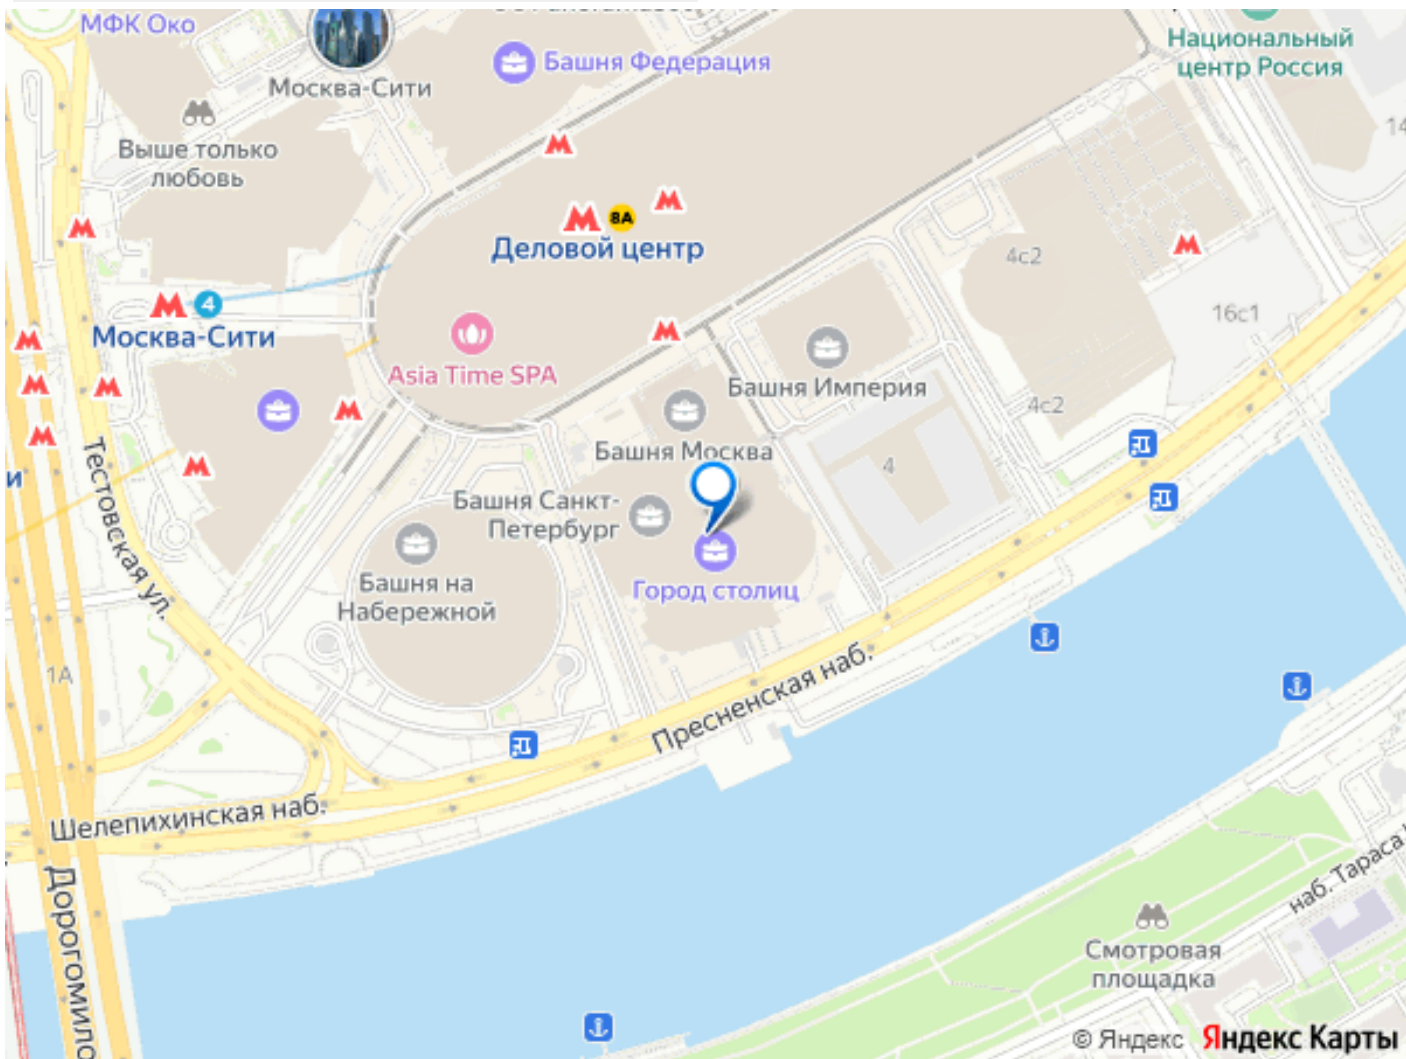 МФК Око
Москва-Сити
Башня Федерация
Национальный
центр Россия
Выше только
любовь
14
M
M
M
8А
M
Деловой центр
M
4с2
M
M
4
Москва-Сити
16с1
M
M
Asia Time SPA
Башня Империя
M
M
M
4с2
M
M
Башня Москва
4
и
Тестовская ул.
Башня Санкт-
Петербург
Башня на
Набережной
Город столиц
1А
Пресненская наб.
Шелепихинская наб.
Дорогомило
наб. Тараса
Смотровая
площадка
© Яндекс Яндекс Карты